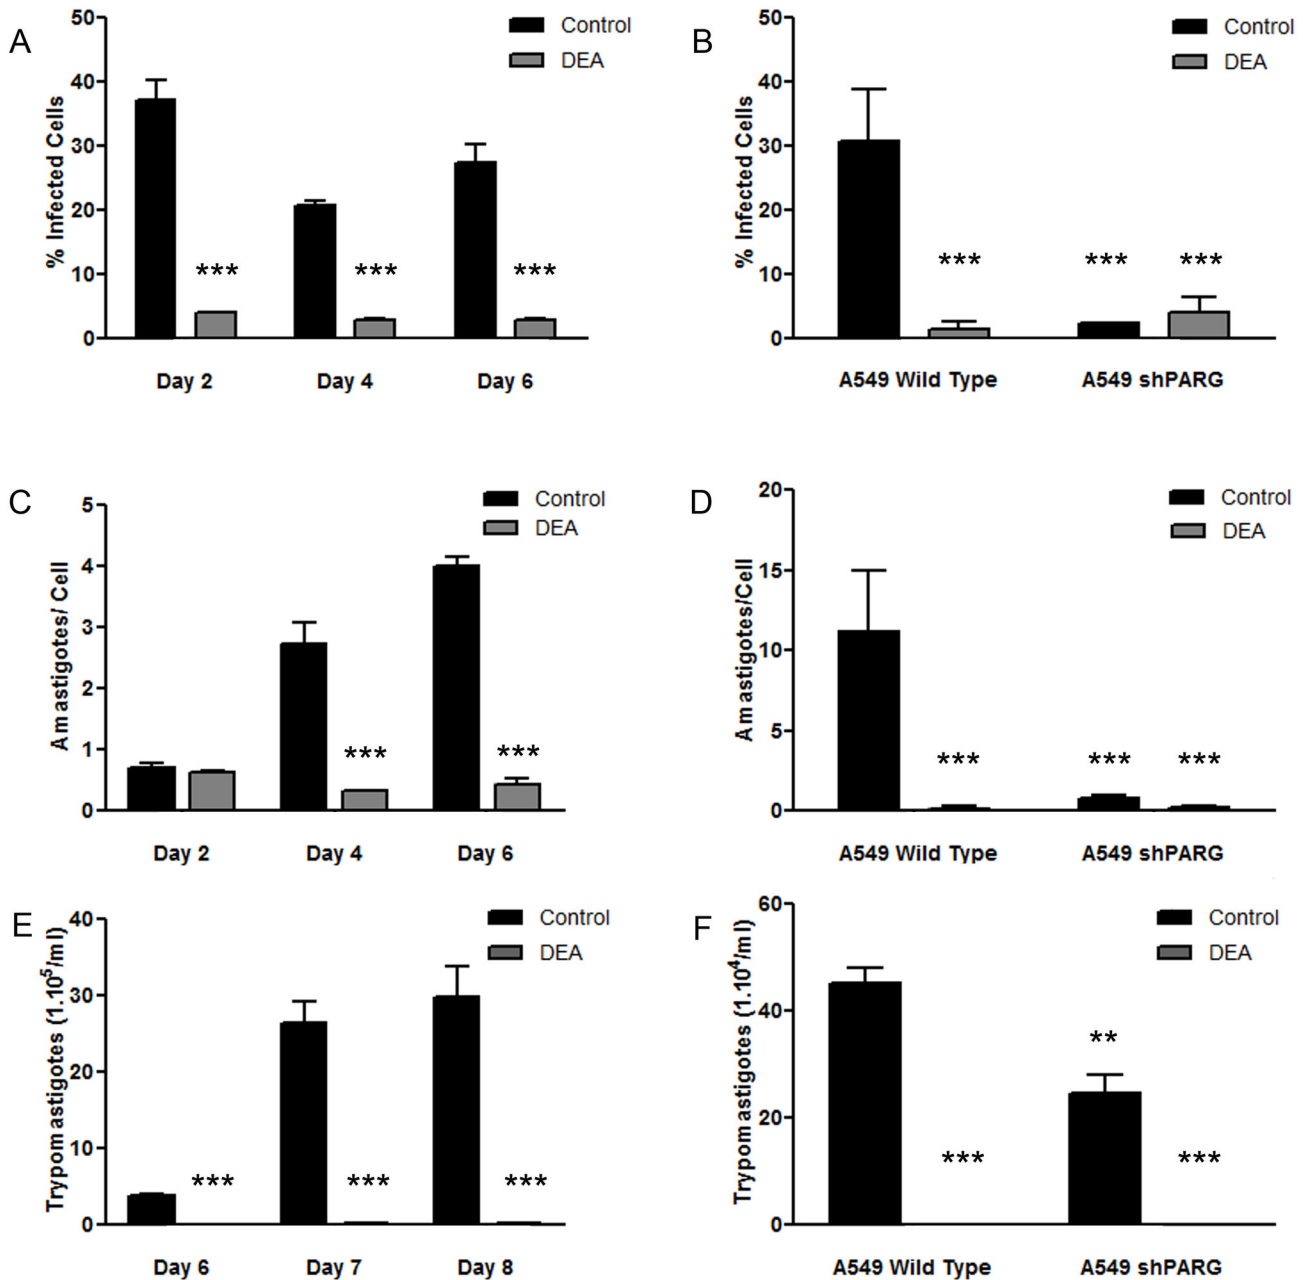 A
% Infected Cells
50
40
30
20
10
0
Control
DEA
***
***
***
Day 2
Day 4
Day 6
B
% Infected Cells
50
40
30
20
10
0
Control
DEA
***
***
***
A549 Wild Type
A549 shPARG
C
Amastigotes/ Cell
5
4
3
2
1
0
Control
DEA
***
***
Day 2
Day 4
Day 6
D
Amastigotes/Cell
20
15
10
5
0
Control
DEA
***
***
***
A549 Wild Type
A549 shPARG
E
Trypomastigotes (1.10⁵/ml)
40
30
20
10
0
Control
DEA
***
***
***
Day 6
Day 7
Day 8
F
Trypomastigotes (1.10⁴/ml)
60
40
20
0
Control
DEA
**
***
***
A549 Wild Type
A549 shPARG